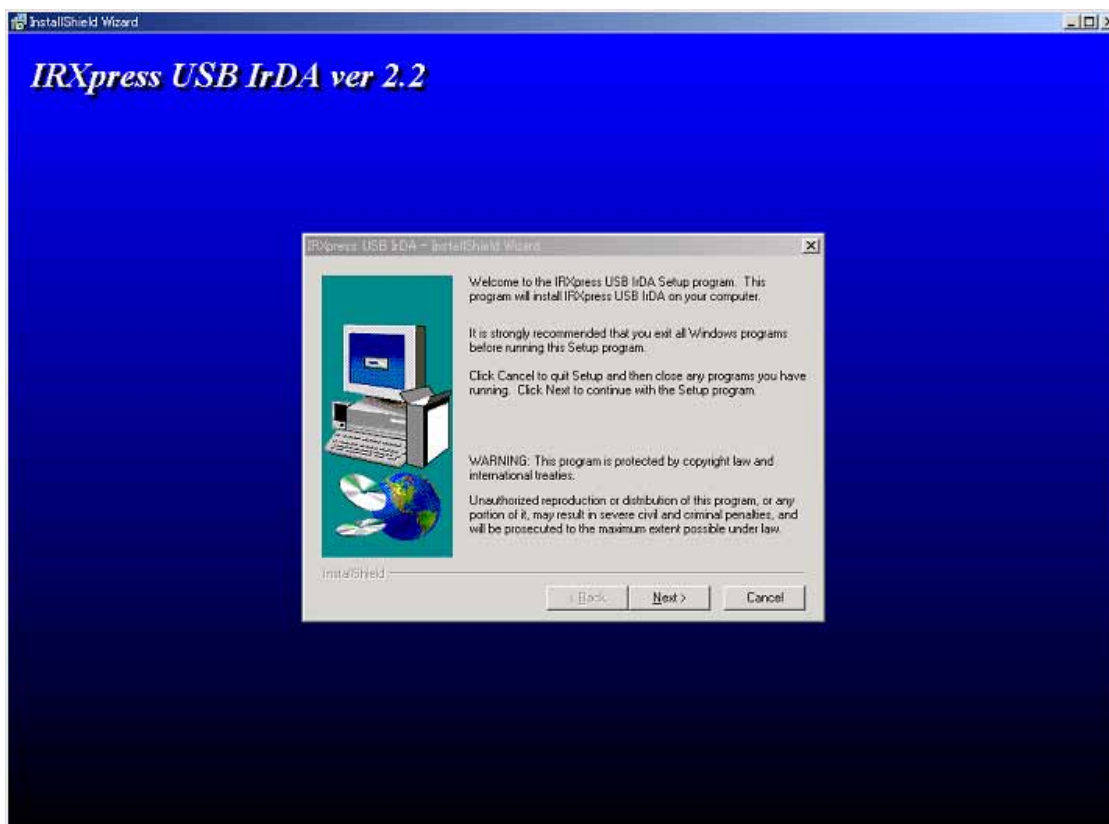 InstallShield Wizard
IRXpress USB IrDA ver 2.2
IRXpress USB IrDA - InstallShield Wizard
Welcome to the IRXpress USB IrDA Setup program. This
program will install IRXpress USB IrDA on your computer.
It is strongly recommended that you exit all Windows programs
before running this Setup program.
Click Cancel to quit Setup and then close any programs you have
running. Click Next to continue with the Setup program.
WARNING: This program is protected by copyright law and
international treaties.
Unauthorized reproduction or distribution of this program, or any
portion of it, may result in severe civil and criminal penalties, and
will be prosecuted to the maximum extent possible under law.
InstallShield
< Back
Next >
Cancel